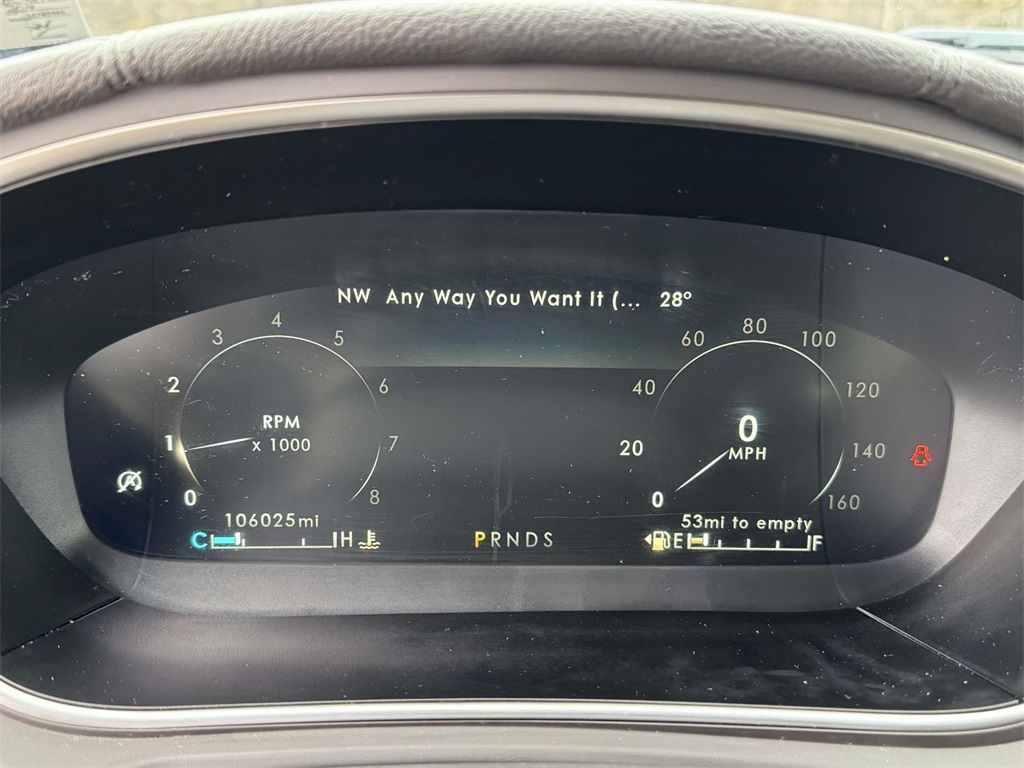 NW Any Way You Want It (... 28°
0 1 2 3 4 5 6 7 8
RPM
x 1000
0 20 40 60 80 100 120 140 160
0
MPH
106025mi
C H
PRNDS
53mi to empty
E F